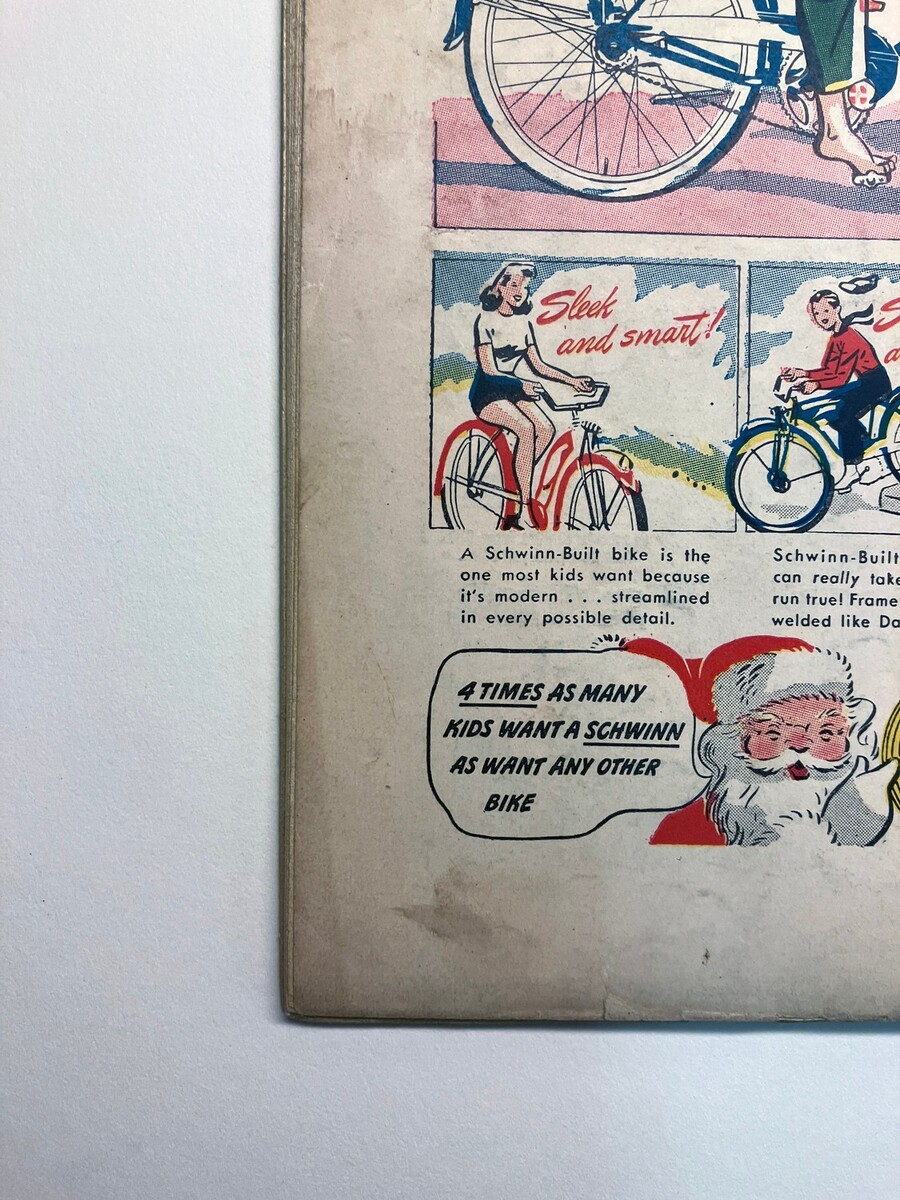 Sleek
and smart!
A Schwinn-Built bike is the
one most kids want because
it's modern . . . streamlined
in every possible detail.
Schwinn-Built
can really take
run true! Frame
welded like Da
4 TIMES AS MANY
KIDS WANT A SCHWINN
AS WANT ANY OTHER
BIKE